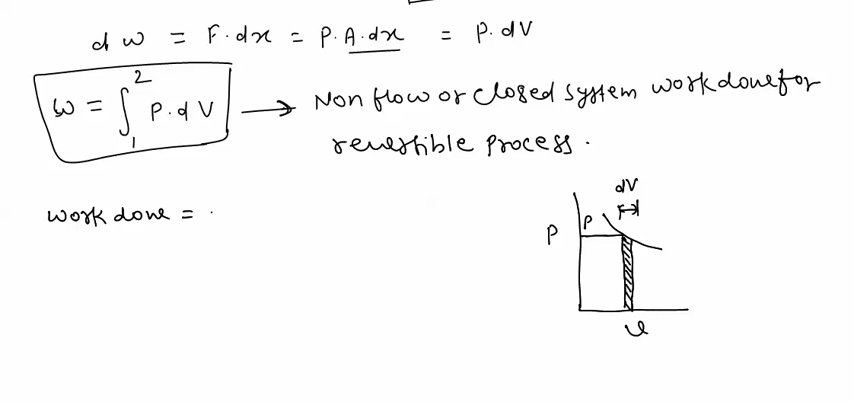 dw = F.dx = P.A.dx = P.dV
w = ∫₁² P.dV → Non flow or closed system workdone for
reversible process.
work done = .
dV
P
P
v